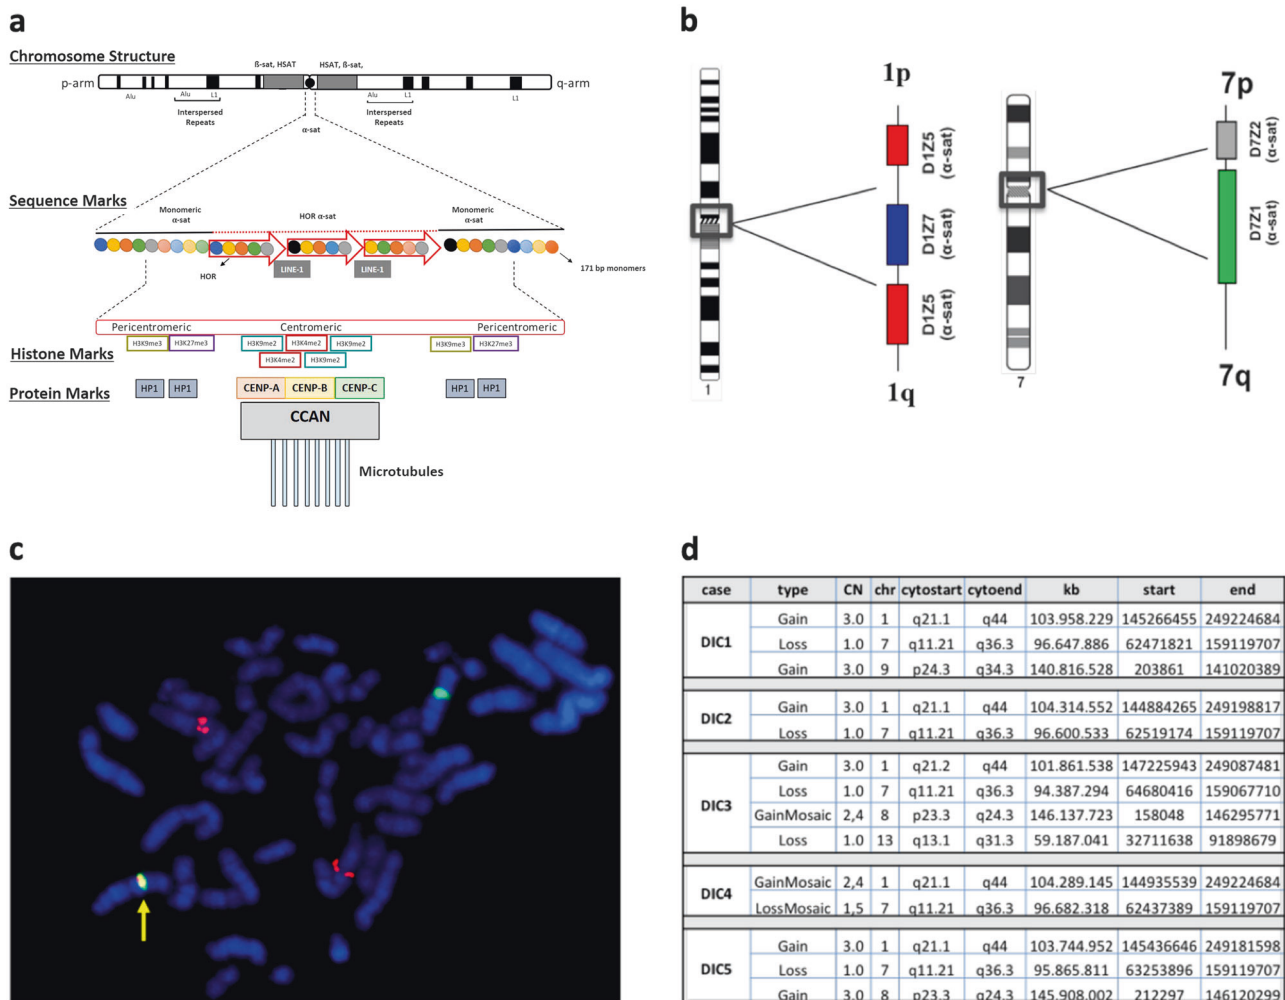 a
Chromosome Structure
ß-sat, HSAT
HSAT, ß-sat,
p-arm
q-arm
Alu
Alu
L1
Alu
L1
L1
Interspersed
Repeats
Interspersed
Repeats
α-sat
Sequence Marks
Monomeric
α-sat
HOR α-sat
Monomeric
α-sat
LINE-1
LINE-1
HOR
171 bp monomers
Pericentromeric
Centromeric
Pericentromeric
Histone Marks
H3K9me3
H3K27me3
H3K9me2
H3K4me2
H3K9me2
H3K9me3
H3K27me3
H3K4me2
H3K9me2
Protein Marks
HP1
HP1
CENP-A
CENP-B
CENP-C
HP1
HP1
CCAN
Microtubules
b
1p
D1Z5
(α-sat)
D1Z7
(α-sat)
D1Z5
(α-sat)
1q
1
7p
D7Z2
(α-sat)
D7Z1
(α-sat)
7q
7
c
d
case type CN chr cytostart cytoend kb start end
DIC1
Gain 3.0 1 q21.1 q44 103.958.229 145266455 249224684
Loss 1.0 7 q11.21 q36.3 96.647.886 62471821 159119707
Gain 3.0 9 p24.3 q34.3 140.816.528 203861 141020389
DIC2
Gain 3.0 1 q21.1 q44 104.314.552 144884265 249198817
Loss 1.0 7 q11.21 q36.3 96.600.533 62519174 159119707
DIC3
Gain 3.0 1 q21.2 q44 101.861.538 147225943 249087481
Loss 1.0 7 q11.21 q36.3 94.387.294 64680416 159067710
GainMosaic 2,4 8 p23.3 q24.3 146.137.723 158048 146295771
Loss 1.0 13 q13.1 q31.3 59.187.041 32711638 91898679
DIC4
GainMosaic 2,4 1 q21.1 q44 104.289.145 144935539 249224684
LossMosaic 1,5 7 q11.21 q36.3 96.682.318 62437389 159119707
DIC5
Gain 3.0 1 q21.1 q44 103.744.952 145436646 249181598
Loss 1.0 7 q11.21 q36.3 95.865.811 63253896 159119707
Gain 3.0 8 p23.3 q24.3 145.908.002 212297 146120299